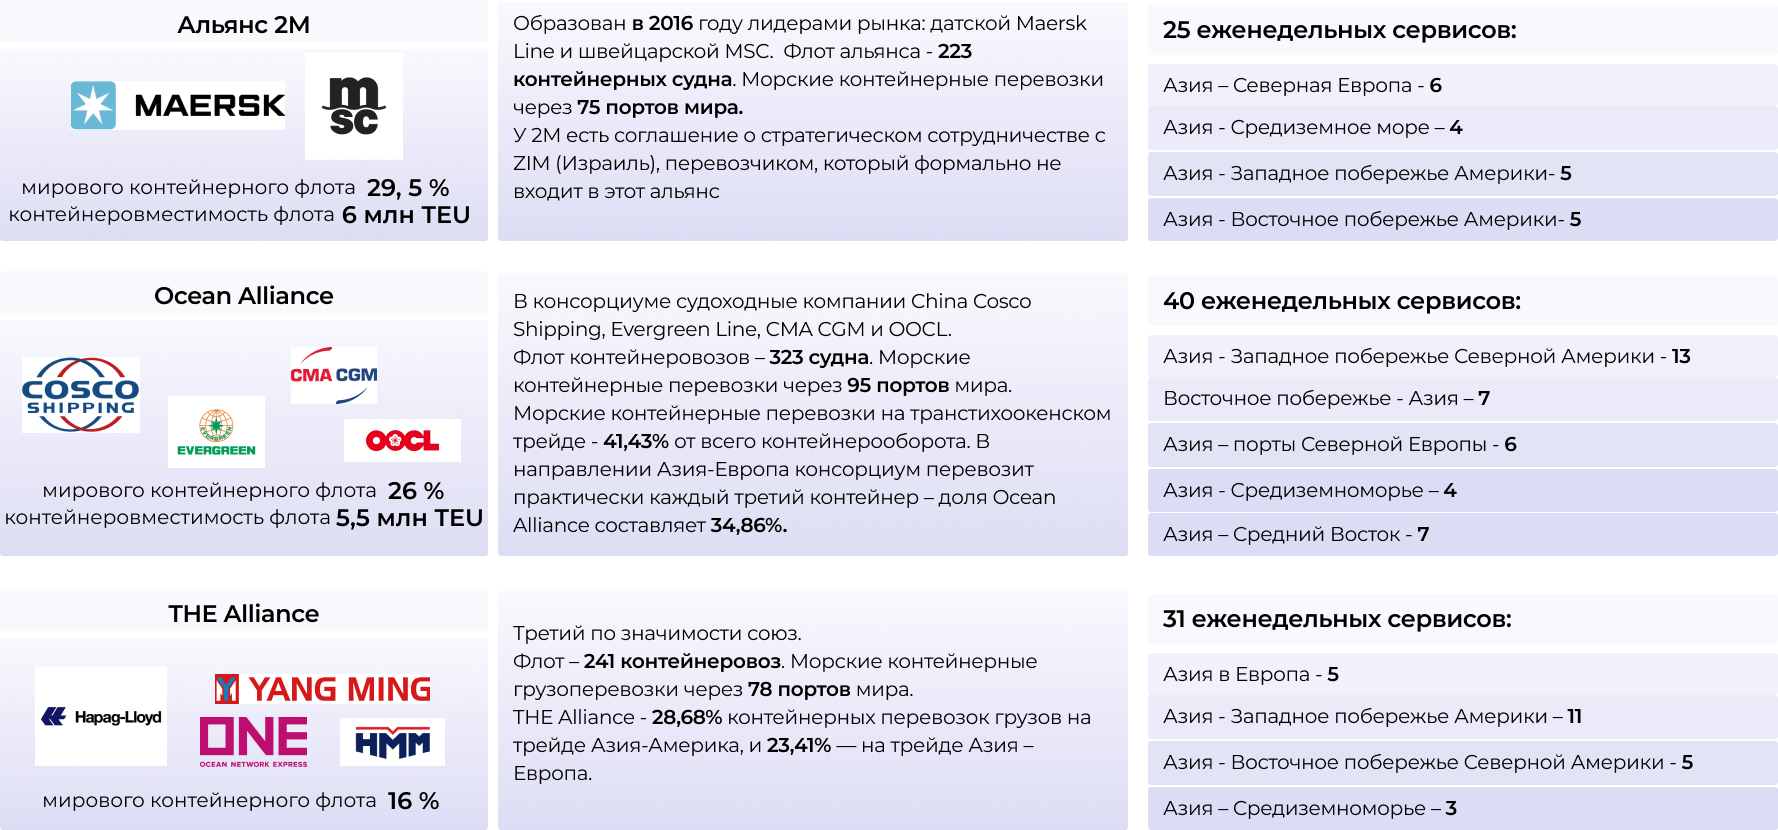 Альянс 2М
MAERSK
m
sc
мирового контейнерного флота 29, 5 %
контейнеровместимость флота 6 млн TEU
Образован в 2016 году лидерами рынка: датской Maersk
Line и швейцарской MSC. Флот альянса - 223
контейнерных судна. Морские контейнерные перевозки
через 75 портов мира.
У 2М есть соглашение о стратегическом сотрудничестве с
ZIM (Израиль), перевозчиком, который формально не
входит в этот альянс
25 еженедельных сервисов:
Азия – Северная Европа - 6
Азия - Средиземное море – 4
Азия - Западное побережье Америки- 5
Азия - Восточное побережье Америки- 5
Ocean Alliance
COSCO
SHIPPING
CMA CGM
EVERGREEN
EVERGREEN
OOCL
мирового контейнерного флота 26 %
контейнеровместимость флота 5,5 млн TEU
В консорциуме судоходные компании China Cosco
Shipping, Evergreen Line, CMA CGM и OOCL.
Флот контейнеровозов – 323 судна. Морские
контейнерные перевозки через 95 портов мира.
Морские контейнерные перевозки на транстихоокенском
трейде - 41,43% от всего контейнерооборота. В
направлении Азия-Европа консорциум перевозит
практически каждый третий контейнер – доля Ocean
Alliance составляет 34,86%.
40 еженедельных сервисов:
Азия - Западное побережье Северной Америки - 13
Восточное побережье - Азия – 7
Азия – порты Северной Европы - 6
Азия - Средиземноморье – 4
Азия – Средний Восток - 7
THE Alliance
Hapag-Lloyd
YANG MING
ONE
OCEAN NETWORK EXPRESS
HMM
мирового контейнерного флота 16 %
Третий по значимости союз.
Флот – 241 контейнеровоз. Морские контейнерные
грузоперевозки через 78 портов мира.
THE Alliance - 28,68% контейнерных перевозок грузов на
трейде Азия-Америка, и 23,41% — на трейде Азия –
Европа.
31 еженедельных сервисов:
Азия в Европа - 5
Азия - Западное побережье Америки – 11
Азия - Восточное побережье Северной Америки - 5
Азия – Средиземноморье – 3